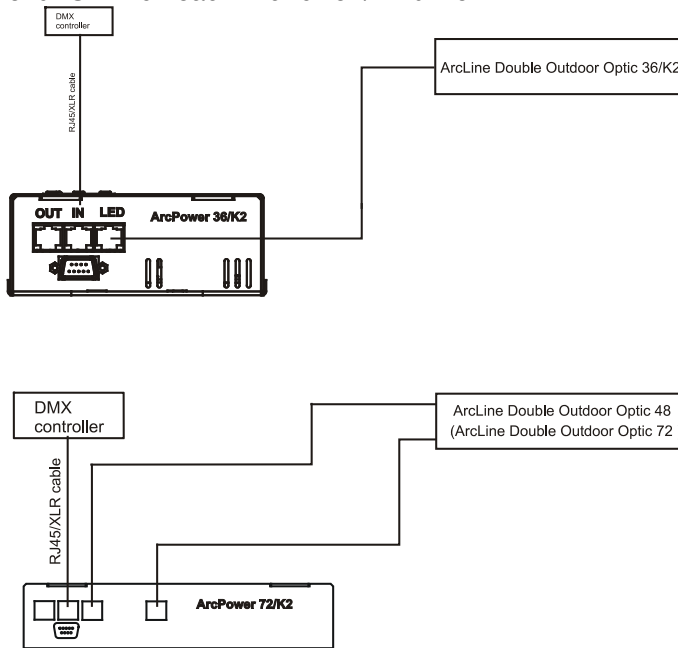 DMX
controller
RJ45/XLR cable
ArcLine Double Outdoor Optic 36/K2
OUT IN LED
ArcPower 36/K2
DMX
controller
RJ45/XLR cable
ArcLine Double Outdoor Optic 48
(ArcLine Double Outdoor Optic 72
ArcPower 72/K2